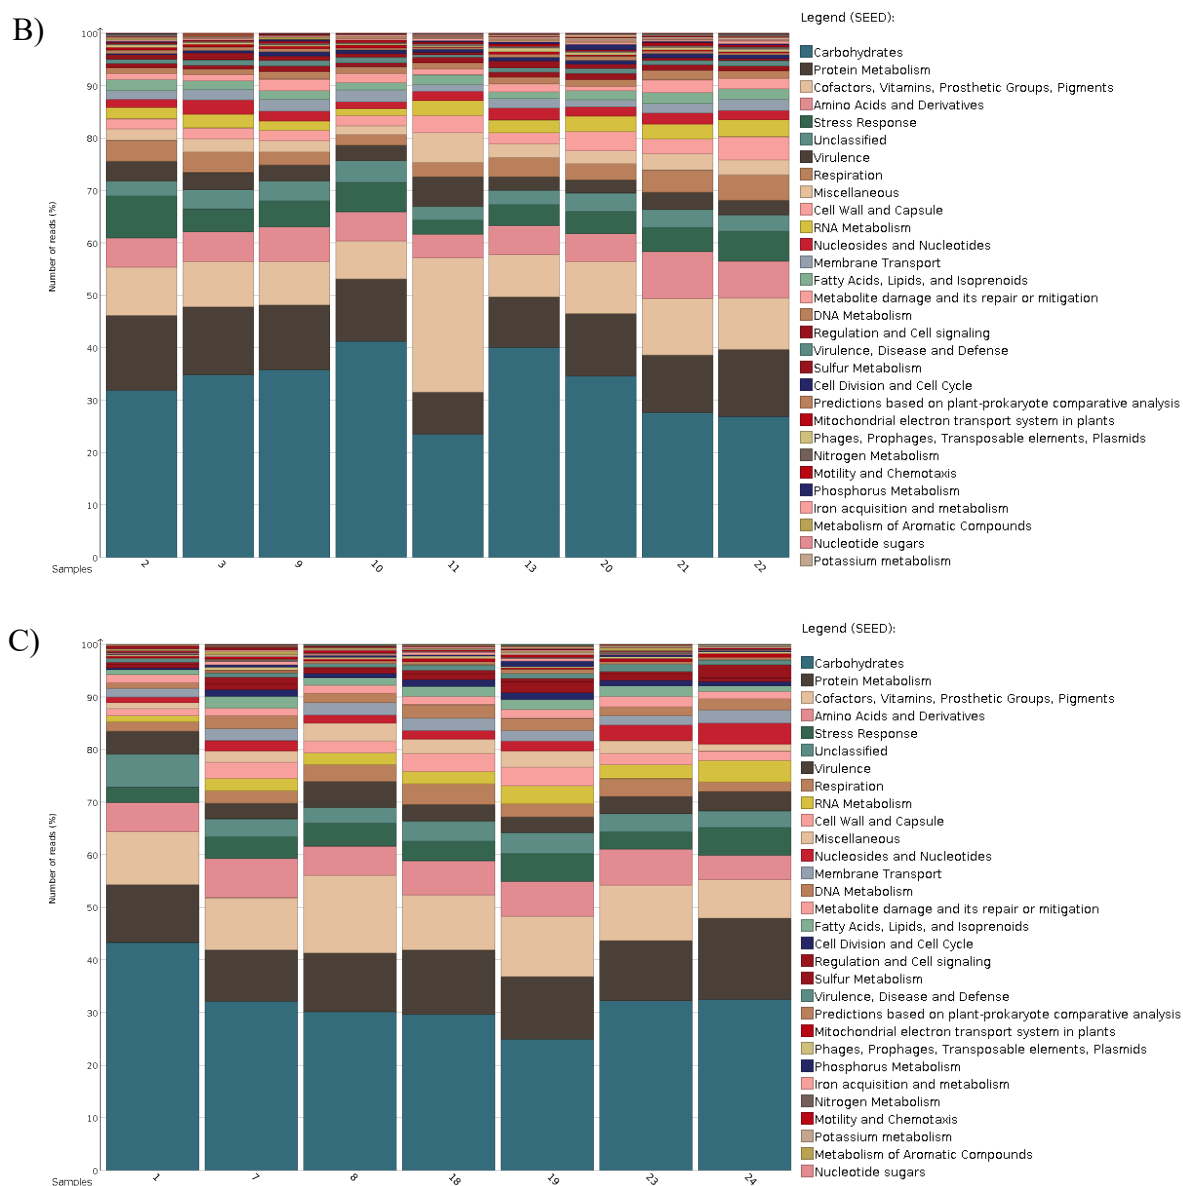 B)
Legend (SEED):
Number of reads (%)
100
90
80
70
60
50
40
30
20
10
0
Samples
2
3
9
10
11
13
20
21
22
Carbohydrates
Protein Metabolism
Cofactors, Vitamins, Prosthetic Groups, Pigments
Amino Acids and Derivatives
Stress Response
Unclassified
Virulence
Respiration
Miscellaneous
Cell Wall and Capsule
RNA Metabolism
Nucleosides and Nucleotides
Membrane Transport
Fatty Acids, Lipids, and Isoprenoids
Metabolite damage and its repair or mitigation
DNA Metabolism
Regulation and Cell signaling
Virulence, Disease and Defense
Sulfur Metabolism
Cell Division and Cell Cycle
Predictions based on plant-prokaryote comparative analysis
Mitochondrial electron transport system in plants
Phages, Prophages, Transposable elements, Plasmids
Nitrogen Metabolism
Motility and Chemotaxis
Phosphorus Metabolism
Iron acquisition and metabolism
Metabolism of Aromatic Compounds
Nucleotide sugars
Potassium metabolism
C)
Legend (SEED):
Number of reads (%)
100
90
80
70
60
50
40
30
20
10
0
Samples
1
7
8
18
19
23
24
Carbohydrates
Protein Metabolism
Cofactors, Vitamins, Prosthetic Groups, Pigments
Amino Acids and Derivatives
Stress Response
Unclassified
Virulence
Respiration
RNA Metabolism
Cell Wall and Capsule
Miscellaneous
Nucleosides and Nucleotides
Membrane Transport
DNA Metabolism
Metabolite damage and its repair or mitigation
Fatty Acids, Lipids, and Isoprenoids
Cell Division and Cell Cycle
Regulation and Cell signaling
Sulfur Metabolism
Virulence, Disease and Defense
Predictions based on plant-prokaryote comparative analysis
Mitochondrial electron transport system in plants
Phages, Prophages, Transposable elements, Plasmids
Phosphorus Metabolism
Iron acquisition and metabolism
Nitrogen Metabolism
Motility and Chemotaxis
Potassium metabolism
Metabolism of Aromatic Compounds
Nucleotide sugars